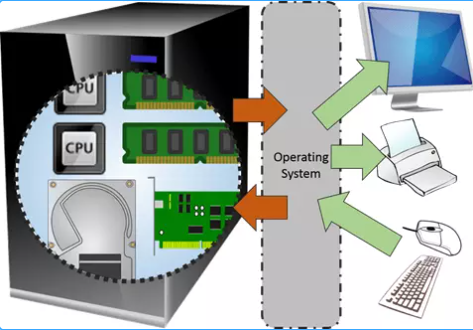 CPU
CPU
Operating
System